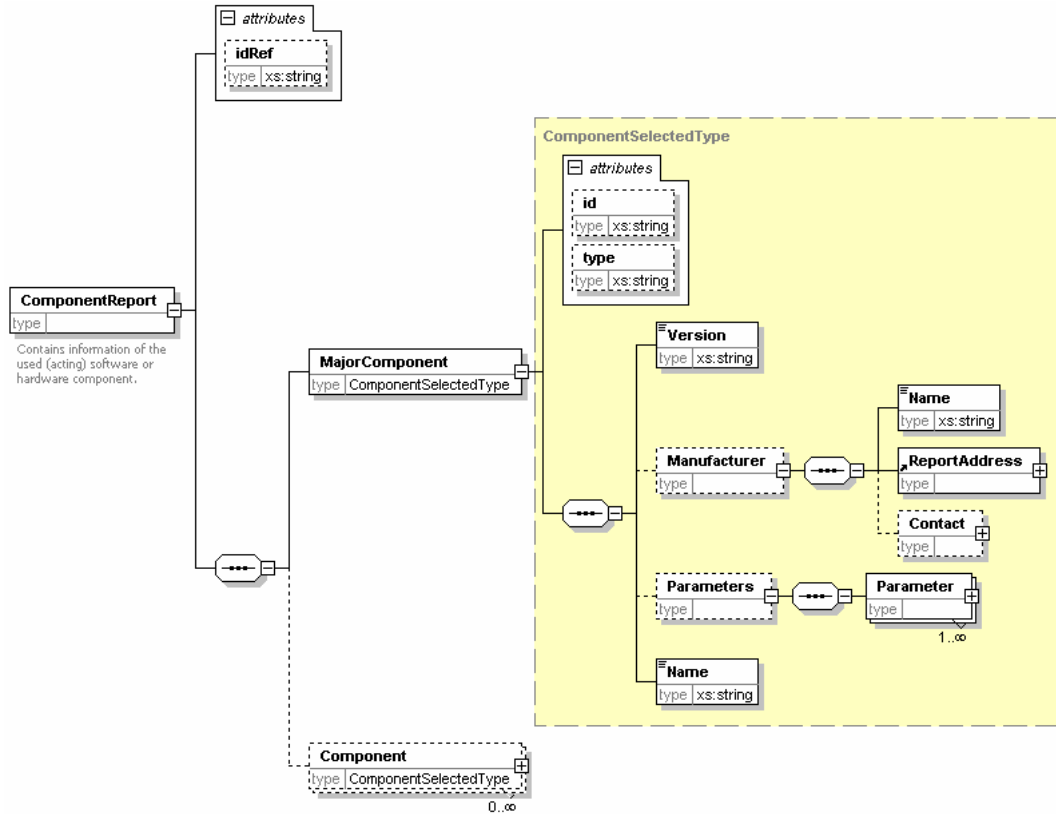 attributes
idRef
type xs:string
ComponentSelectedType
attributes
id
type xs:string
type
type xs:string
ComponentReport
type
Contains information of the
used (acting) software or
hardware component.
MajorComponent
type ComponentSelectedType
Version
type xs:string
Manufacturer
type
Name
type xs:string
ReportAddress
type
Contact
type
Parameters
type
Parameter
type
1..∞
Name
type xs:string
Component
type ComponentSelectedType
0..∞